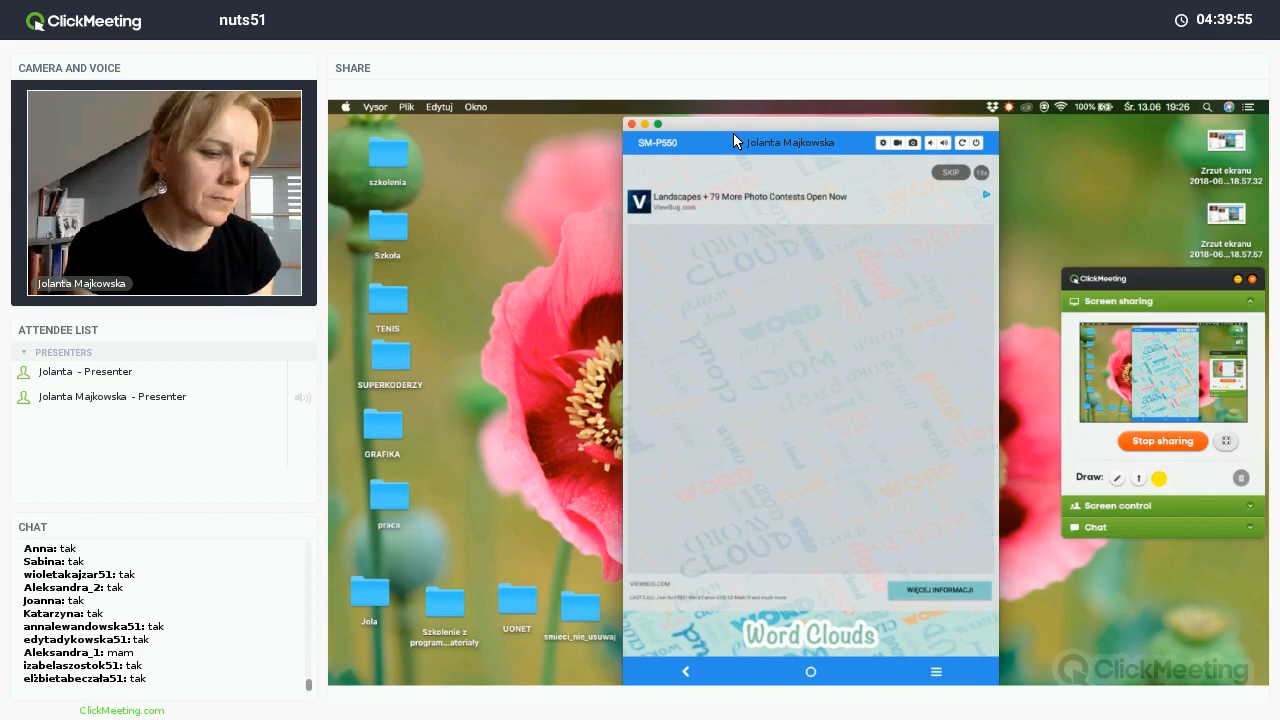 ClickMeeting
nuts51
04:39:55
CAMERA AND VOICE
Jolanta Majkowska
ATTENDEE LIST
PRESENTERS
Jolanta - Presenter
Jolanta Majkowska - Presenter
CHAT
Anna: tak
Sabina: tak
wioletakajzar51: tak
Aleksandra_2: tak
Joanna: tak
Katarzyna: tak
annalewandowska51: tak
edytadykowska51: tak
Aleksandra_1: mam
izabelaszostok51: tak
elżbietabeczała51: tak
ClickMeeting.com
SHARE
Vysor Plik Edytuj Okno
100% Śr. 13.06 19:26
szkolenia
Szkoła
TENIS
SUPERKODERZY
GRAFIKA
praca
Jola
Szkolenie z
program...ateriały
UONET
smieci_nie_usuwaj
SM-P550
Jolanta Majkowska
SKIP
Landscapes + 79 More Photo Contests Open Now
ViewBug.com
CLOUD
WORD
cloud
WORD
CLOUD
VIEWBUG.COM
WIĘCEJ INFORMACJI
Word Clouds
Zrzut ekranu
2018-06...18.57.32
Zrzut ekranu
2018-06...18.57.57
ClickMeeting
Screen sharing
Stop sharing
Draw:
Screen control
Chat
ClickMeeting